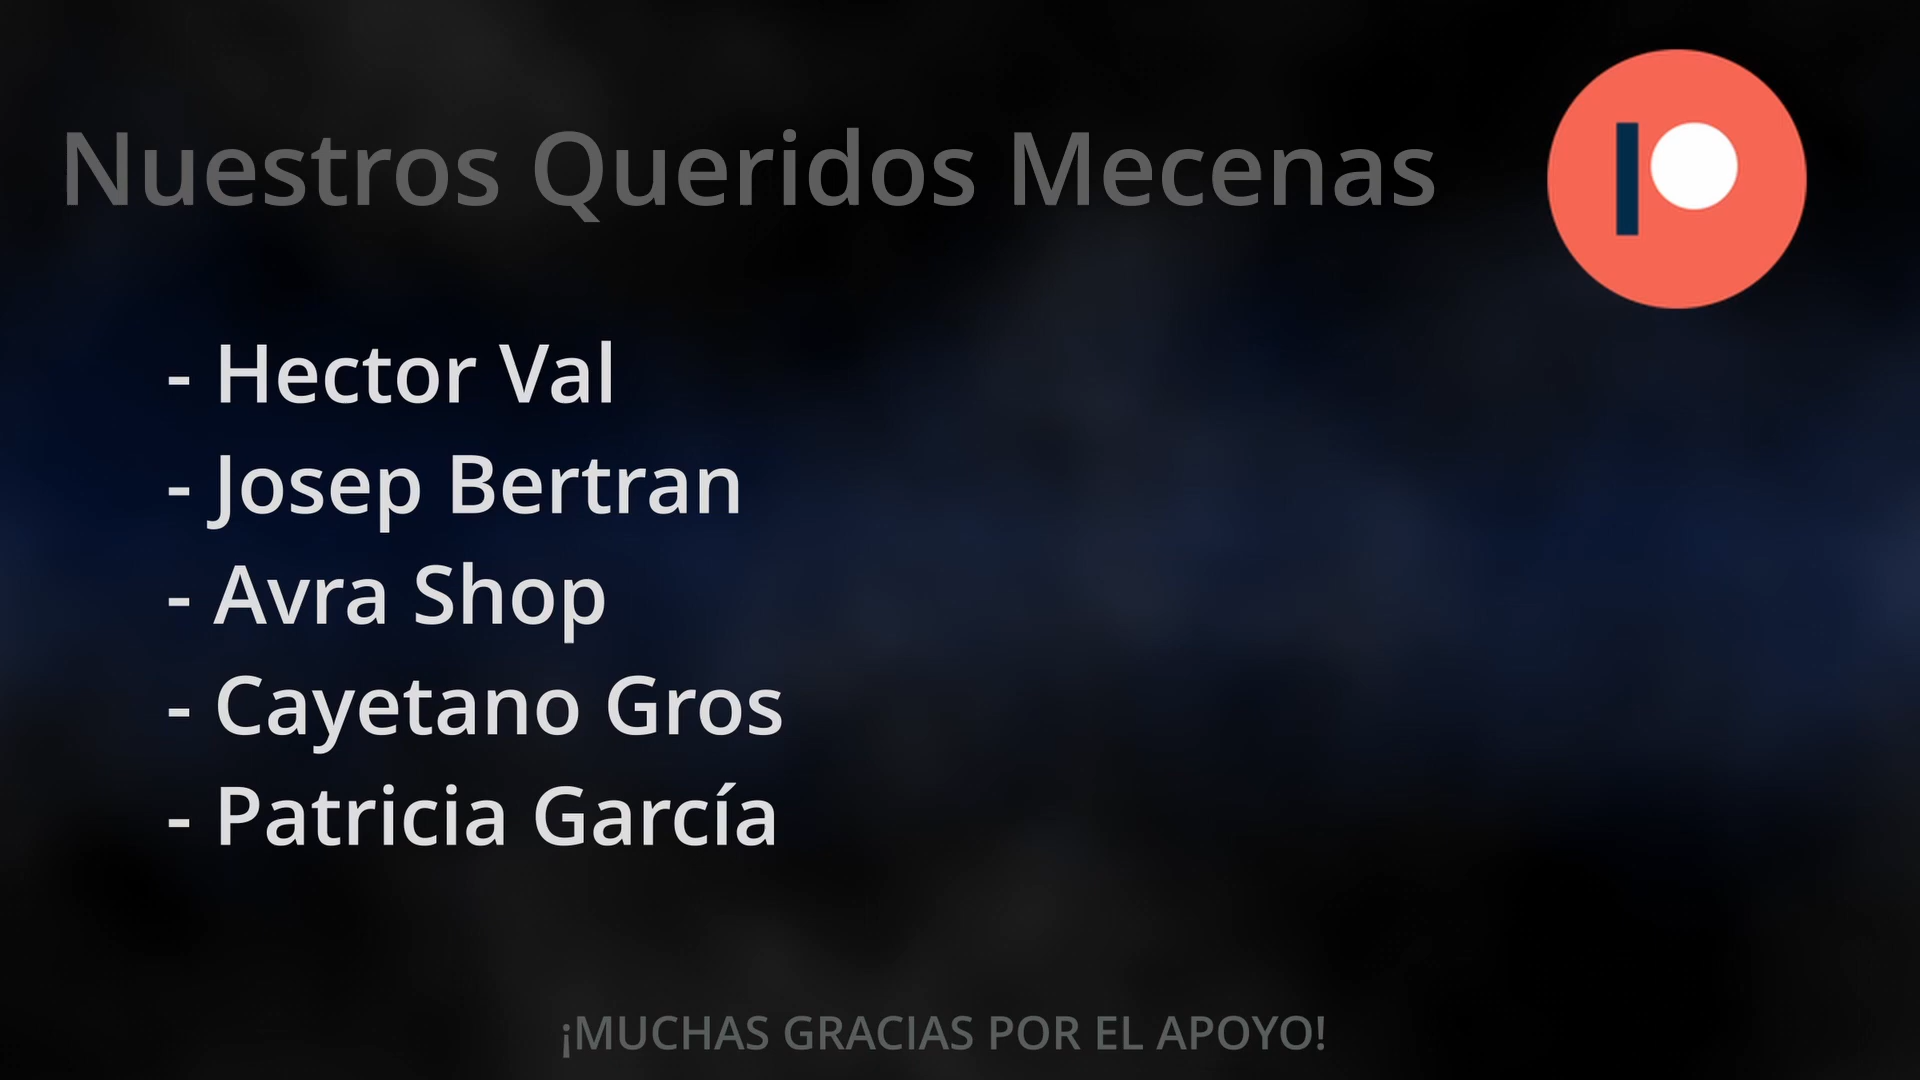 Nuestros Queridos Mecenas
- Hector Val
- Josep Bertran
- Avra Shop
- Cayetano Gros
- Patricia García
¡MUCHAS GRACIAS POR EL APOYO!